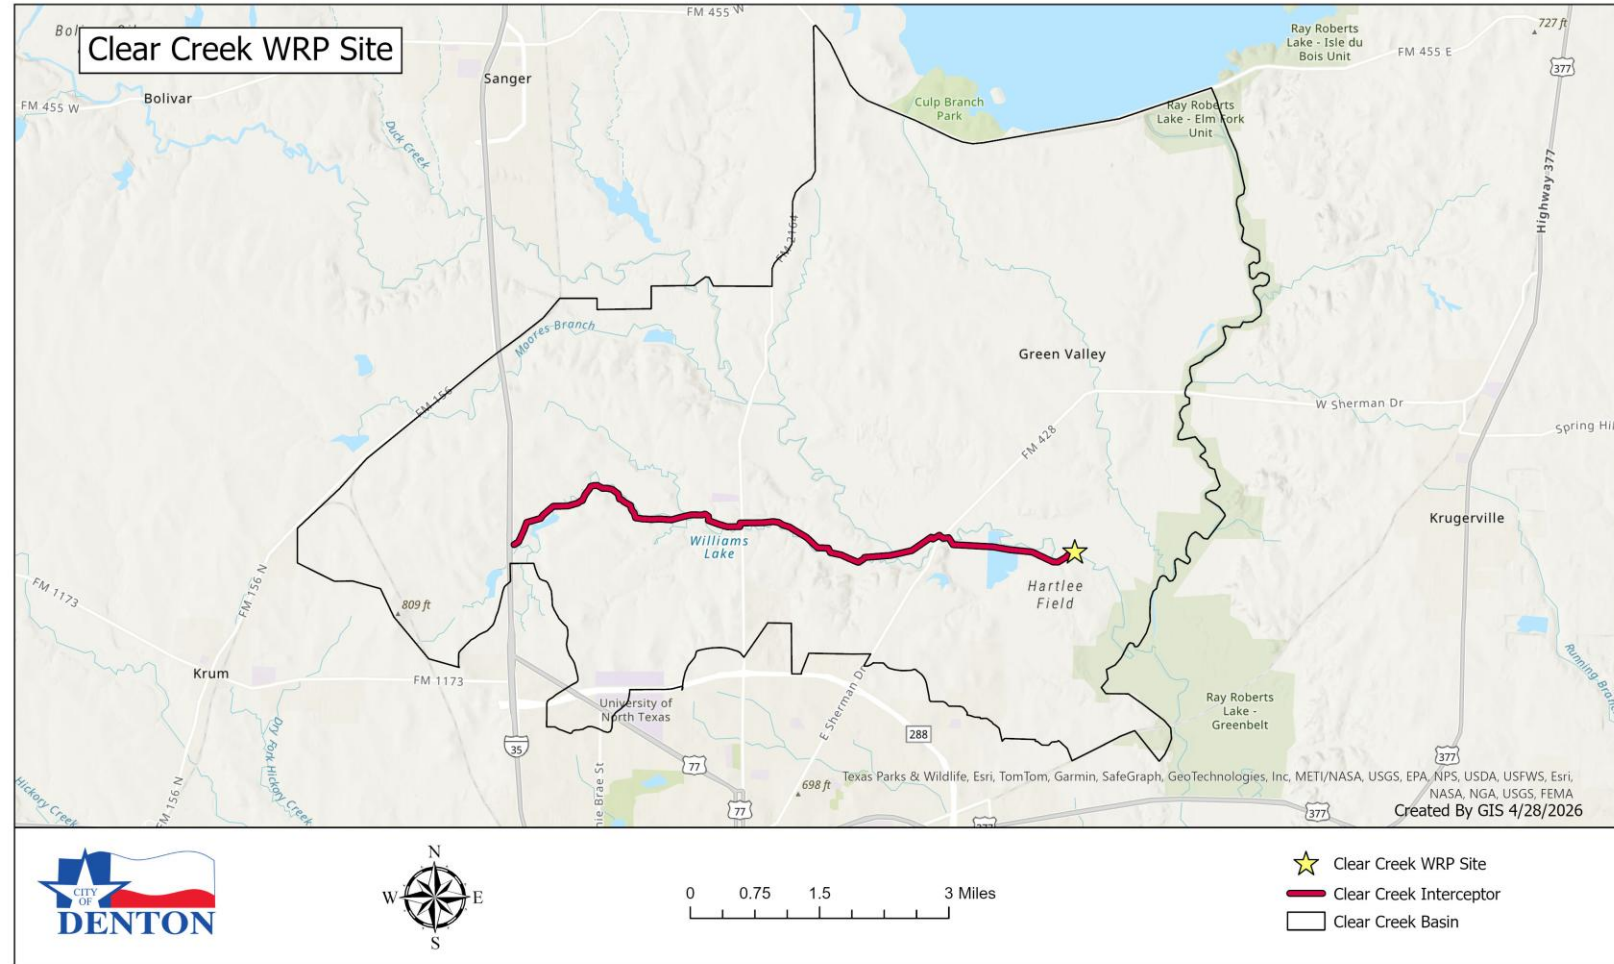 Clear Creek WRP Site
FM 455 W
Sanger
Bolivar
FM 455 W
Duck Creek
Culp Branch
Park
Ray Roberts
Lake - Isle du
Bois Unit
727 ft
FM 455 E
377
Ray Roberts
Lake - Elm Fork
Unit
Highway 377
FM 2164
Moores Branch
Green Valley
FM 156
W Sherman Dr
FM 428
Spring Hil
Krugerville
Williams
Lake
Hartlee
Field
FM 1173
FM 156 N
809 ft
Krum
FM 1173
University of
North Texas
E Sherman Dr
Ray Roberts
Lake -
Greenbelt
Running Branc
Dry Fork Hickory Creek
35
288
77
377
698 ft
Hickory Creek
FM 156 N
nie Brae St
77
377
377
Texas Parks & Wildlife, Esri, TomTom, Garmin, SafeGraph, GeoTechnologies, Inc, METI/NASA, USGS, EPA, NPS, USDA, USFWS, Esri,
NASA, NGA, USGS, FEMA
Created By GIS 4/28/2026
CITY
OF
DENTON
N
W E
S
0 0.75 1.5 3 Miles
Clear Creek WRP Site
Clear Creek Interceptor
Clear Creek Basin